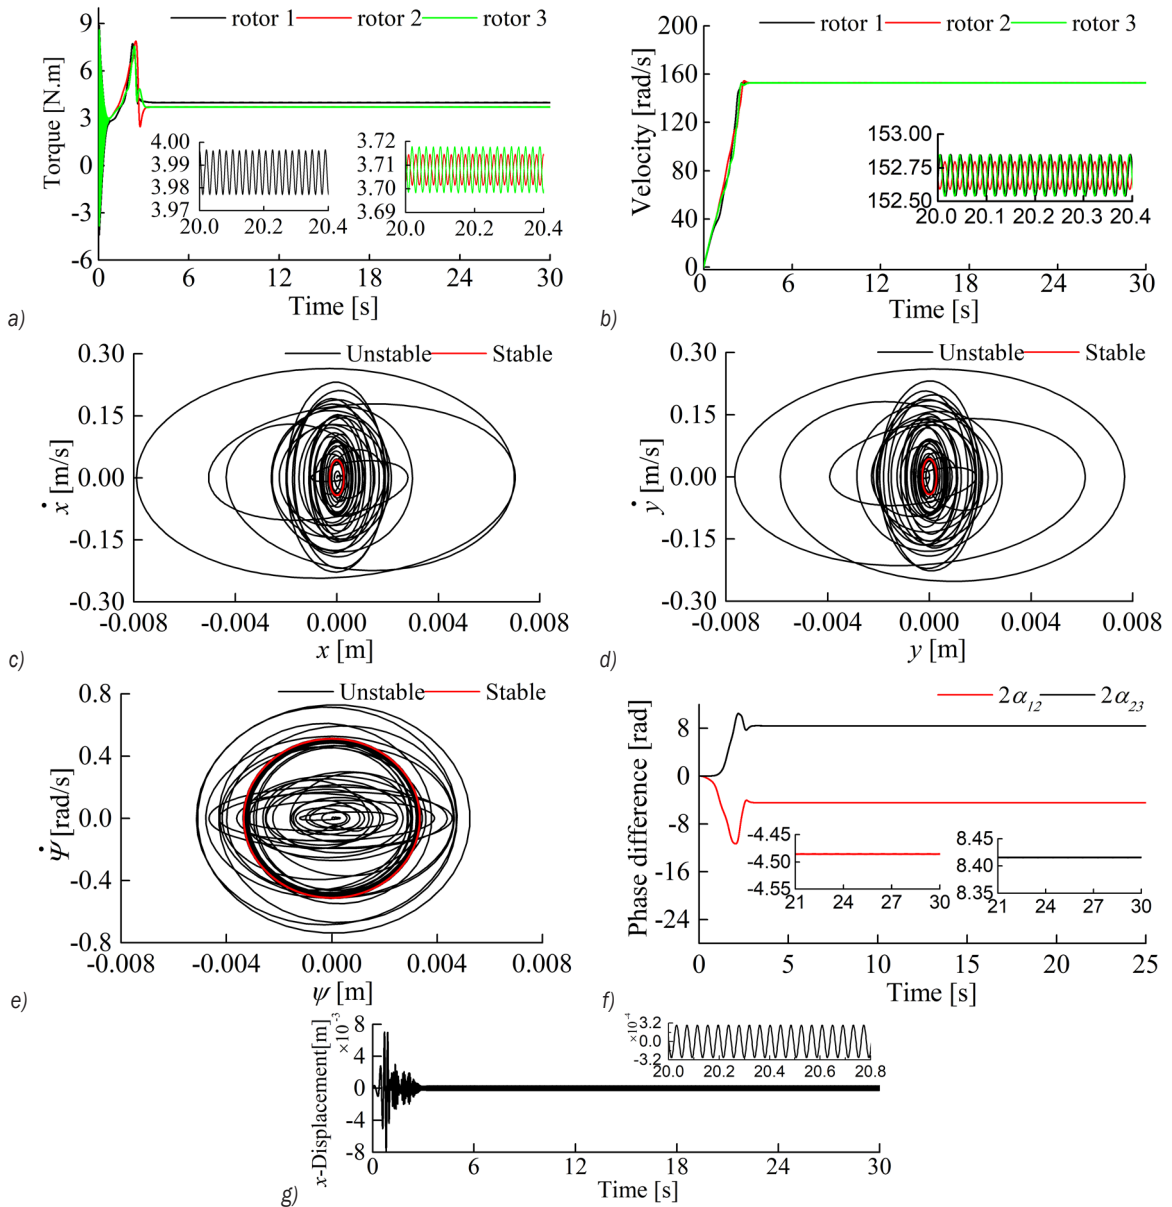 rotor 1 rotor 2 rotor 3
9
6
3
0
-3
-6
Torque [N.m]
4.00
3.99
3.98
3.97
20.0 20.2 20.4
3.72
3.71
3.70
3.69
20.0 20.2 20.4
0 6 12 18 24 30
Time [s]
a)
rotor 1 rotor 2 rotor 3
200
160
120
80
40
0
Velocity [rad/s]
153.00
152.75
152.50
20.0 20.1 20.2 20.3 20.4
0 6 12 18 24 30
Time [s]
b)
Unstable Stable
0.30
0.15
0.00
-0.15
-0.30
ẋ [m/s]
-0.008 -0.004 0.000 0.004 0.008
x [m]
c)
Unstable Stable
0.30
0.15
0.00
-0.15
-0.30
ẏ [m/s]
-0.008 -0.004 0.000 0.004 0.008
y [m]
d)
Unstable Stable
0.8
0.4
0.0
-0.4
-0.8
ψ̇ [rad/s]
-0.008 -0.004 0.000 0.004 0.008
ψ [m]
e)
2α12 2α23
8
0
-8
-16
-24
Phase difference [rad]
-4.45
-4.50
-4.55
21 24 27 30
8.45
8.40
8.35
21 24 27 30
0 5 10 15 20 25
Time [s]
f)
8
4
0
-4
-8
x-Displacement[m]
×10⁻³
3.2
0.0
-3.2
×10⁻⁴
20.0 20.2 20.4 20.6 20.8
0 6 12 18 24 30
Time [s]
g)